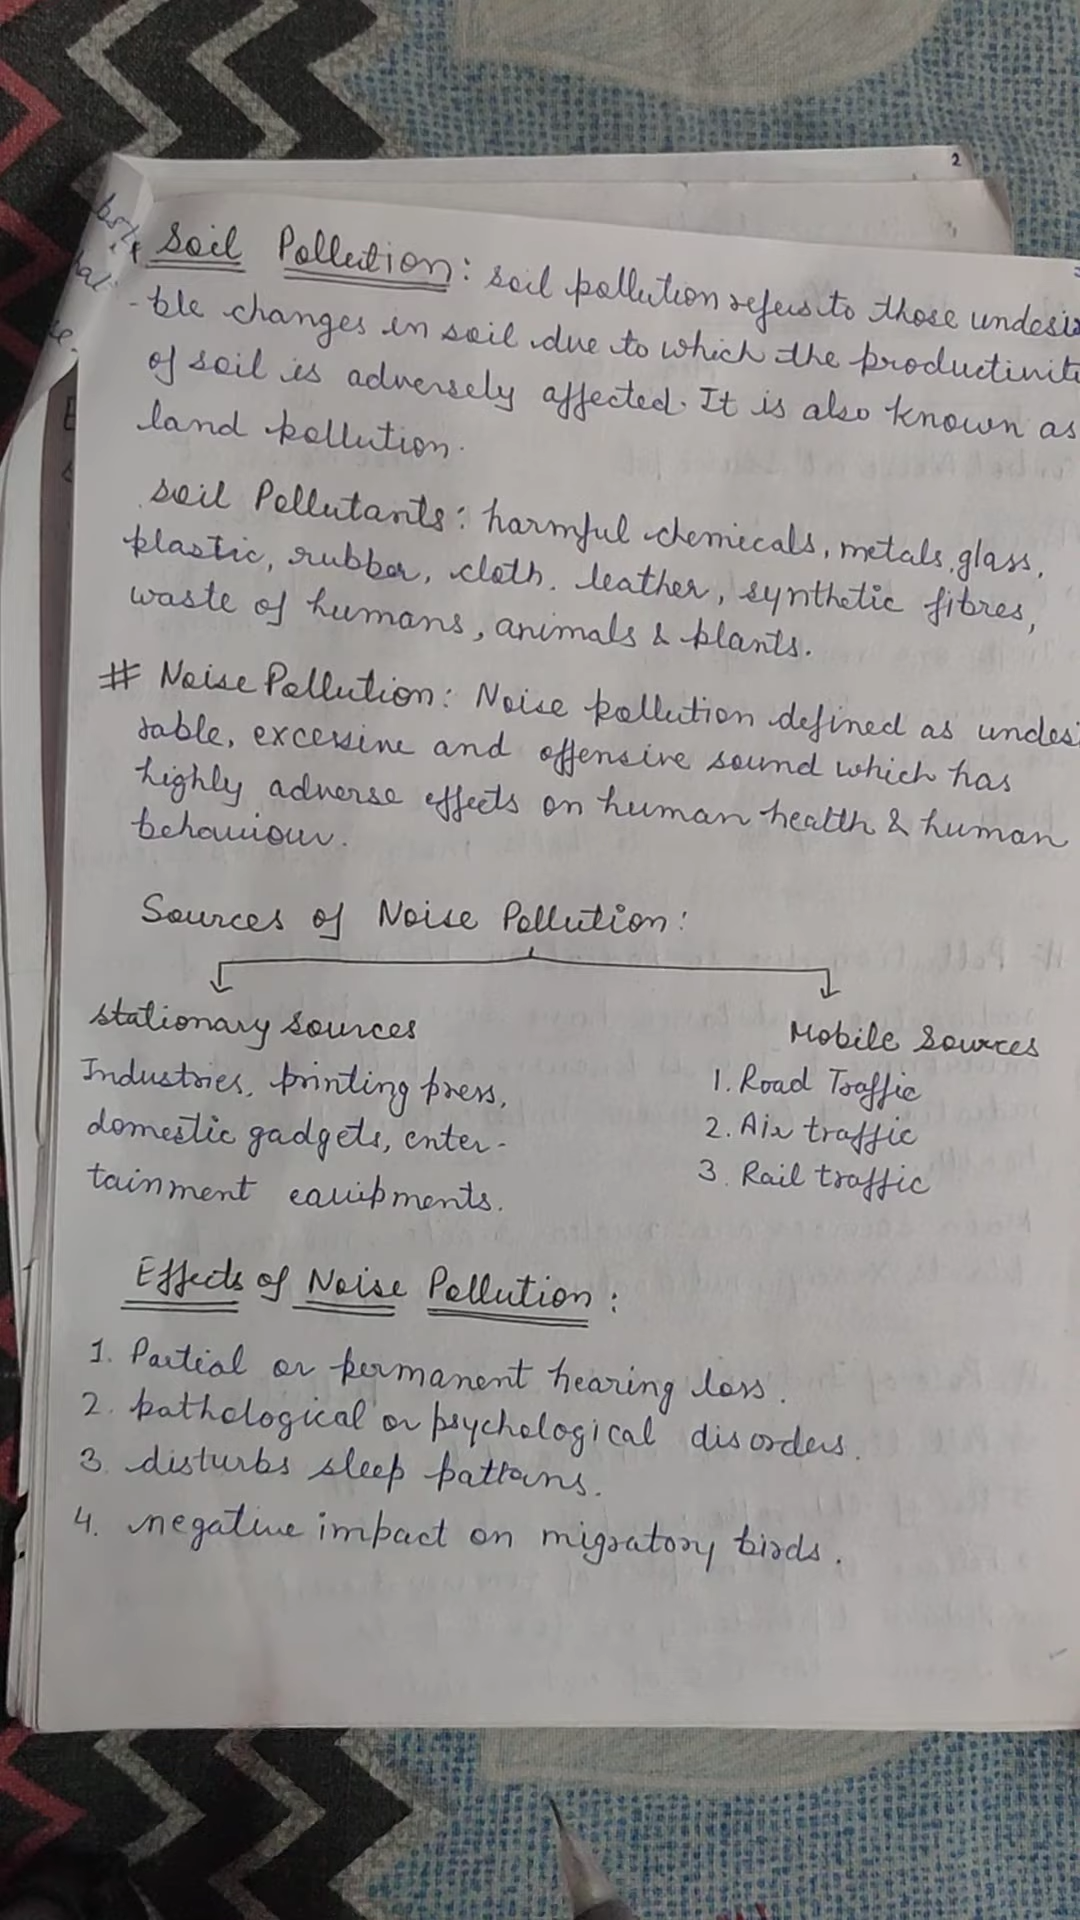 2
# Soil Pollution: soil pollution refers to those undesir
-ble changes in soil due to which the productivit
of soil is adversely affected. It is also known as
land pollution.
soil Pollutants: harmful chemicals, metals, glass,
plastic, rubber, cloth, leather, synthetic fibres,
waste of humans, animals & plants.
# Noise Pollution: Noise pollution defined as undesi
rable, excessive and offensive sound which has
highly adverse effects on human health & human
behaviour.
Sources of Noise Pollution:
stationary sources
Industries, printing press,
domestic gadgets, enter-
tainment equipments.
Mobile Sources
1. Road Traffic
2. Air traffic
3. Rail traffic
Effects of Noise Pollution:
1. Partial or permanent hearing loss.
2. pathological or psychological disorders.
3. disturbs sleep patterns.
4. negative impact on migratory birds.